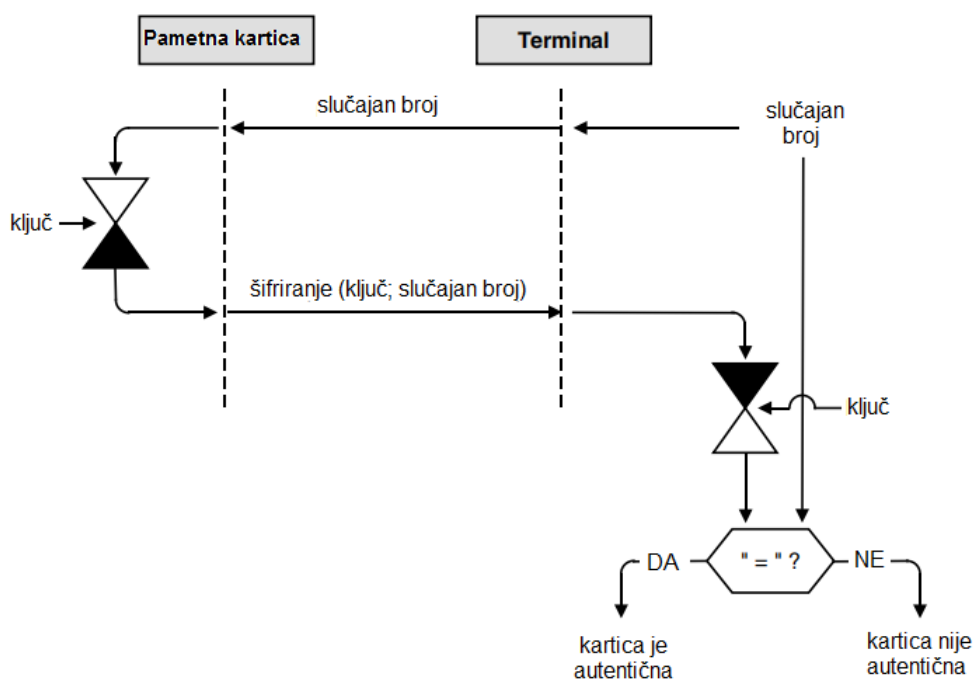 Pametna kartica
Terminal
slučajan broj
slučajan
broj
ključ
šifriranje (ključ; slučajan broj)
ključ
DA
" = " ?
NE
kartica je
autentična
kartica nije
autentična